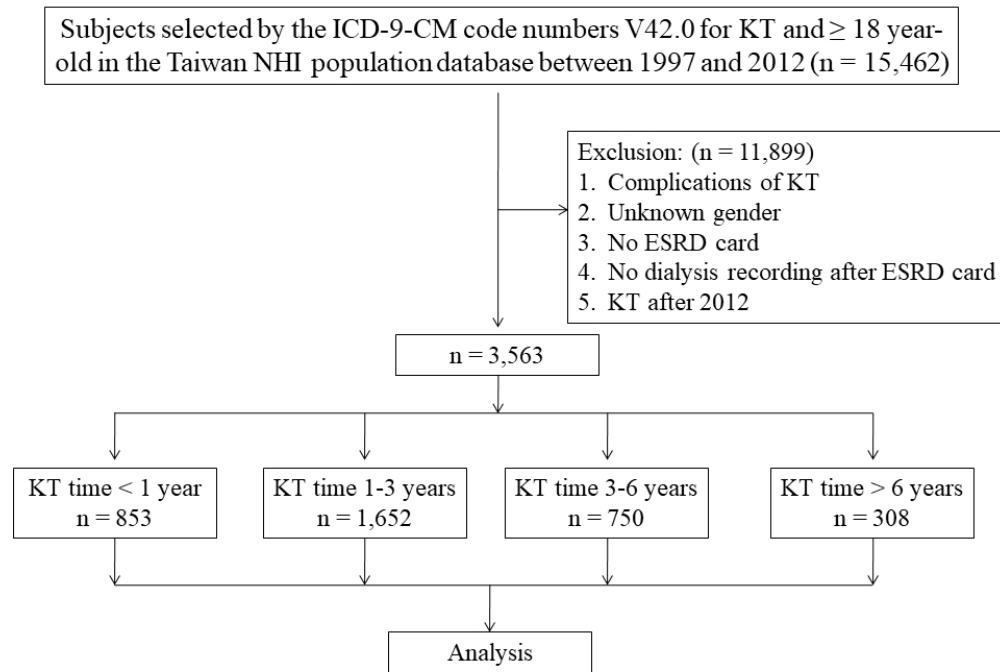 Subjects selected by the ICD-9-CM code numbers V42.0 for KT and ≥ 18 year-
old in the Taiwan NHI population database between 1997 and 2012 (n = 15,462)
Exclusion: (n = 11,899)
1. Complications of KT
2. Unknown gender
3. No ESRD card
4. No dialysis recording after ESRD card
5. KT after 2012
n = 3,563
KT time < 1 year
n = 853
KT time 1-3 years
n = 1,652
KT time 3-6 years
n = 750
KT time > 6 years
n = 308
Analysis